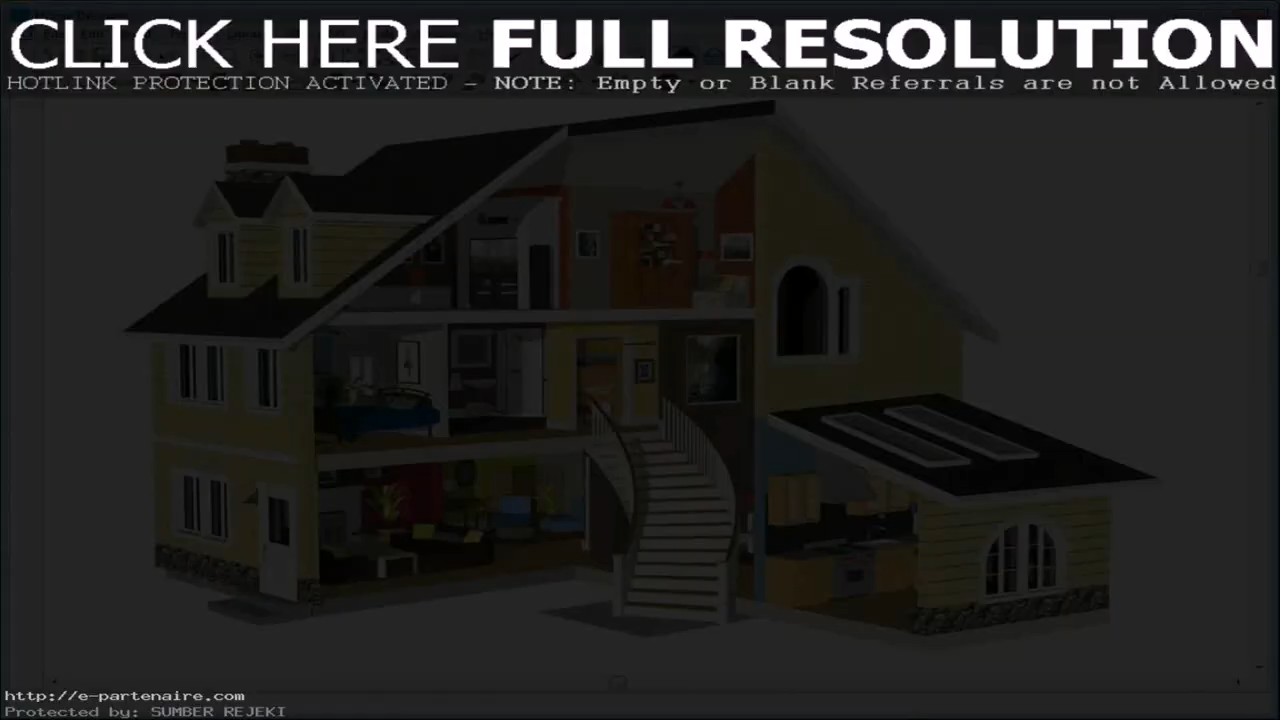 CLICK HERE FULL RESOLUTION
HOTLINK PROTECTION ACTIVATED – NOTE: Empty or Blank Referrals are not Allowed
http://e-partenaire.com
Protected by: SUMBER REJEKI